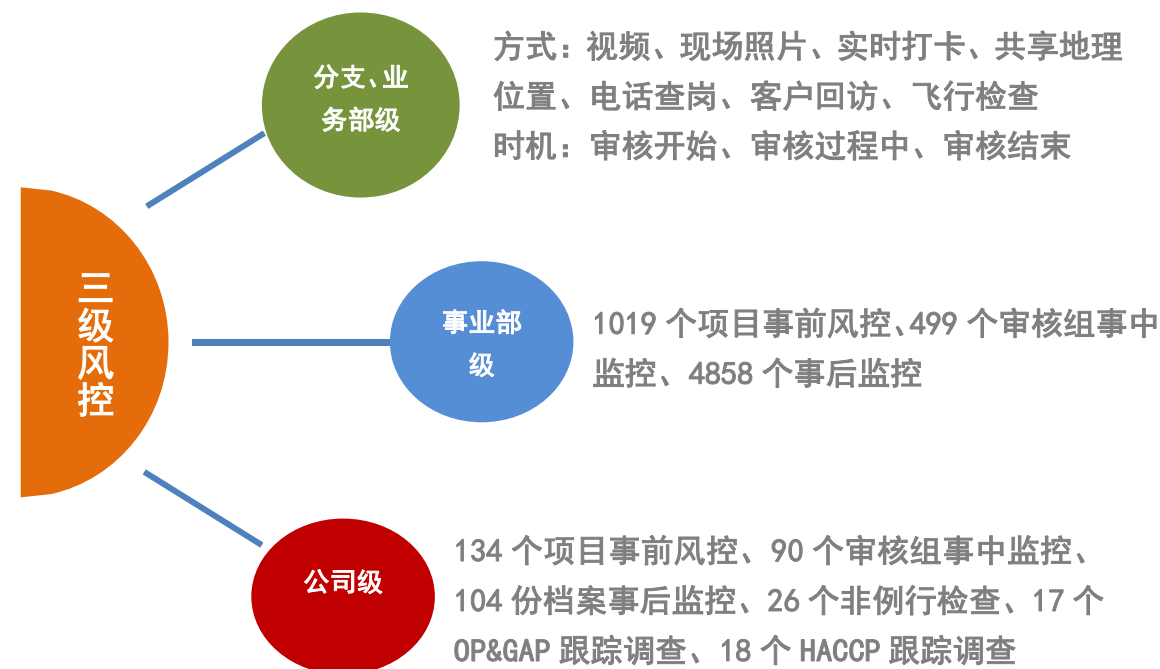 三级风控
分支、业
务部级
方式：视频、现场照片、实时打卡、共享地理
位置、电话查岗、客户回访、飞行检查
时机：审核开始、审核过程中、审核结束
事业部
级
1019 个项目事前风控、499 个审核组事中
监控、4858 个事后监控
公司级
134 个项目事前风控、90 个审核组事中监控、
104 份档案事后监控、26 个非例行检查、17 个
OP&GAP 跟踪调查、18 个 HACCP 跟踪调查